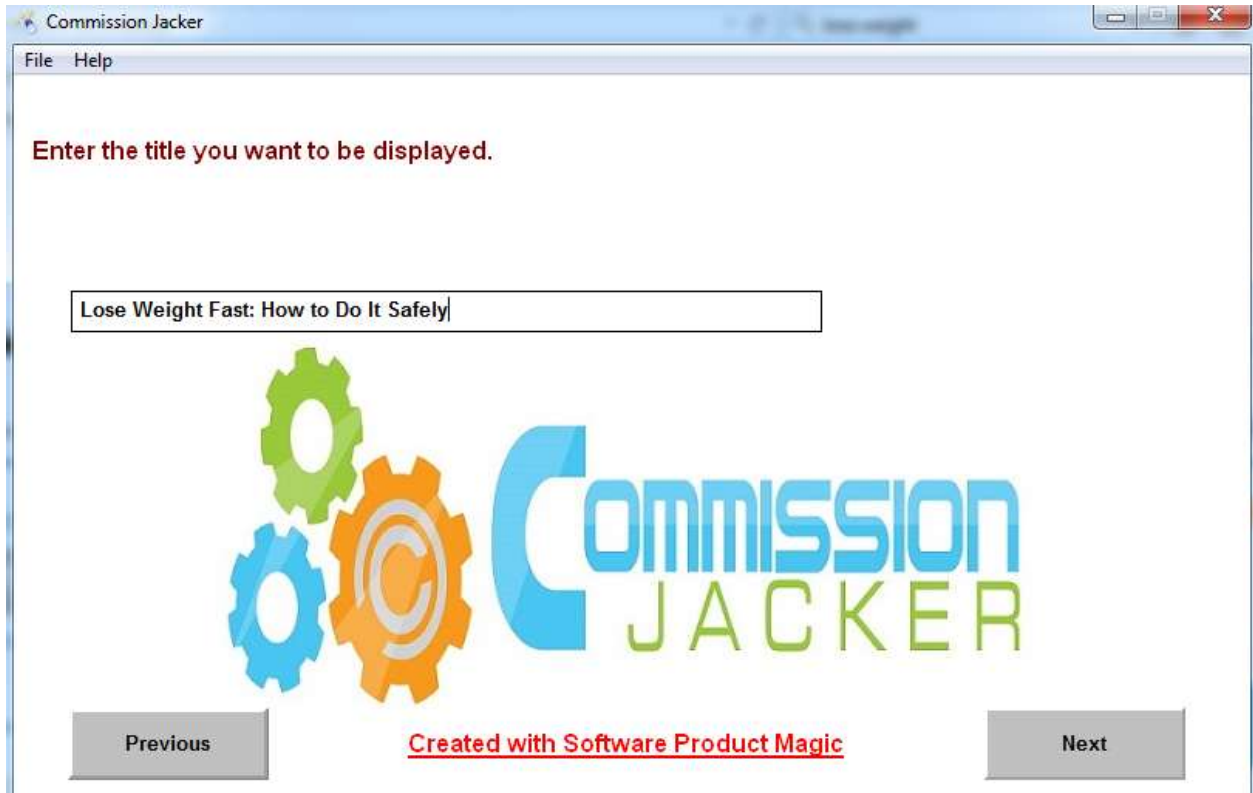 Commission Jacker
File Help
Enter the title you want to be displayed.
Lose Weight Fast: How to Do It Safely
COMMISSION
JACKER
Previous
Created with Software Product Magic
Next